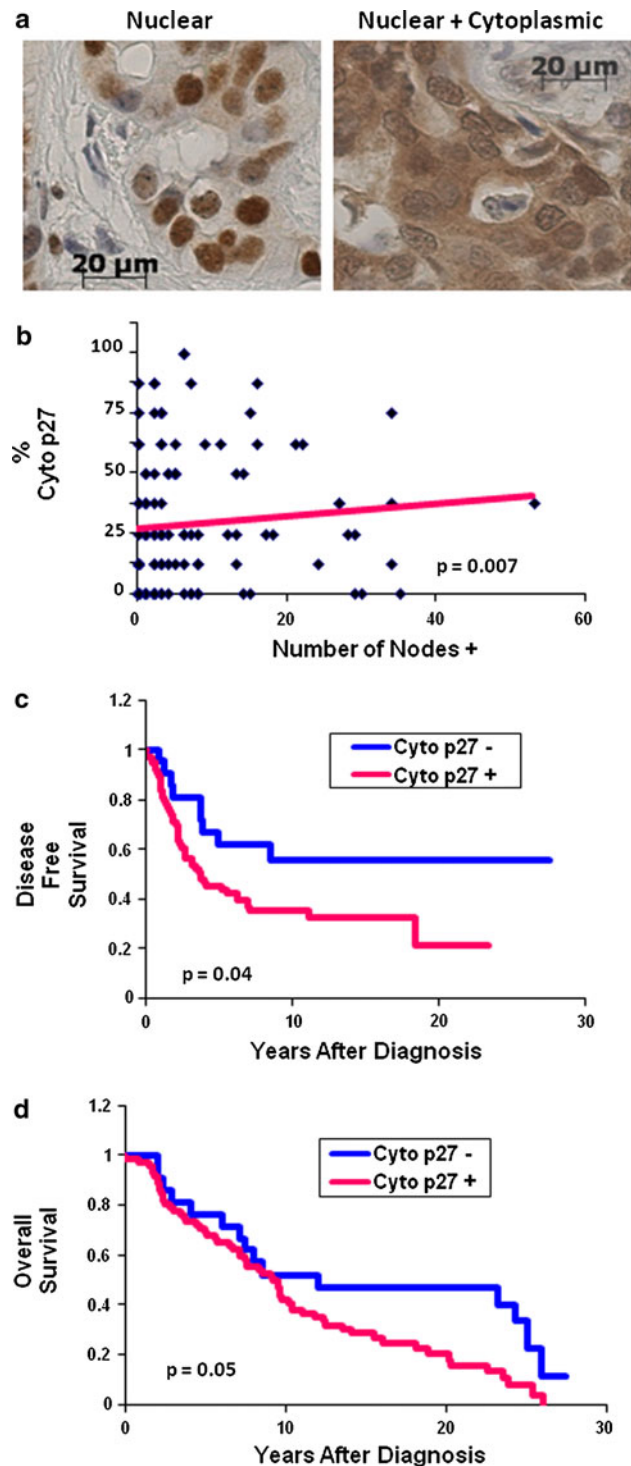 a
Nuclear
Nuclear + Cytoplasmic
20 µm
20 µm
b
100
75
50
25
0
%
Cyto p27
p = 0.007
0
20
40
60
Number of Nodes +
c
1.2
1
0.8
0.6
0.4
0.2
0
Disease
Free
Survival
Cyto p27 -
Cyto p27 +
p = 0.04
0
10
20
30
Years After Diagnosis
d
1.2
1
0.8
0.6
0.4
0.2
0
Overall
Survival
Cyto p27 -
Cyto p27 +
p = 0.05
0
10
20
30
Years After Diagnosis